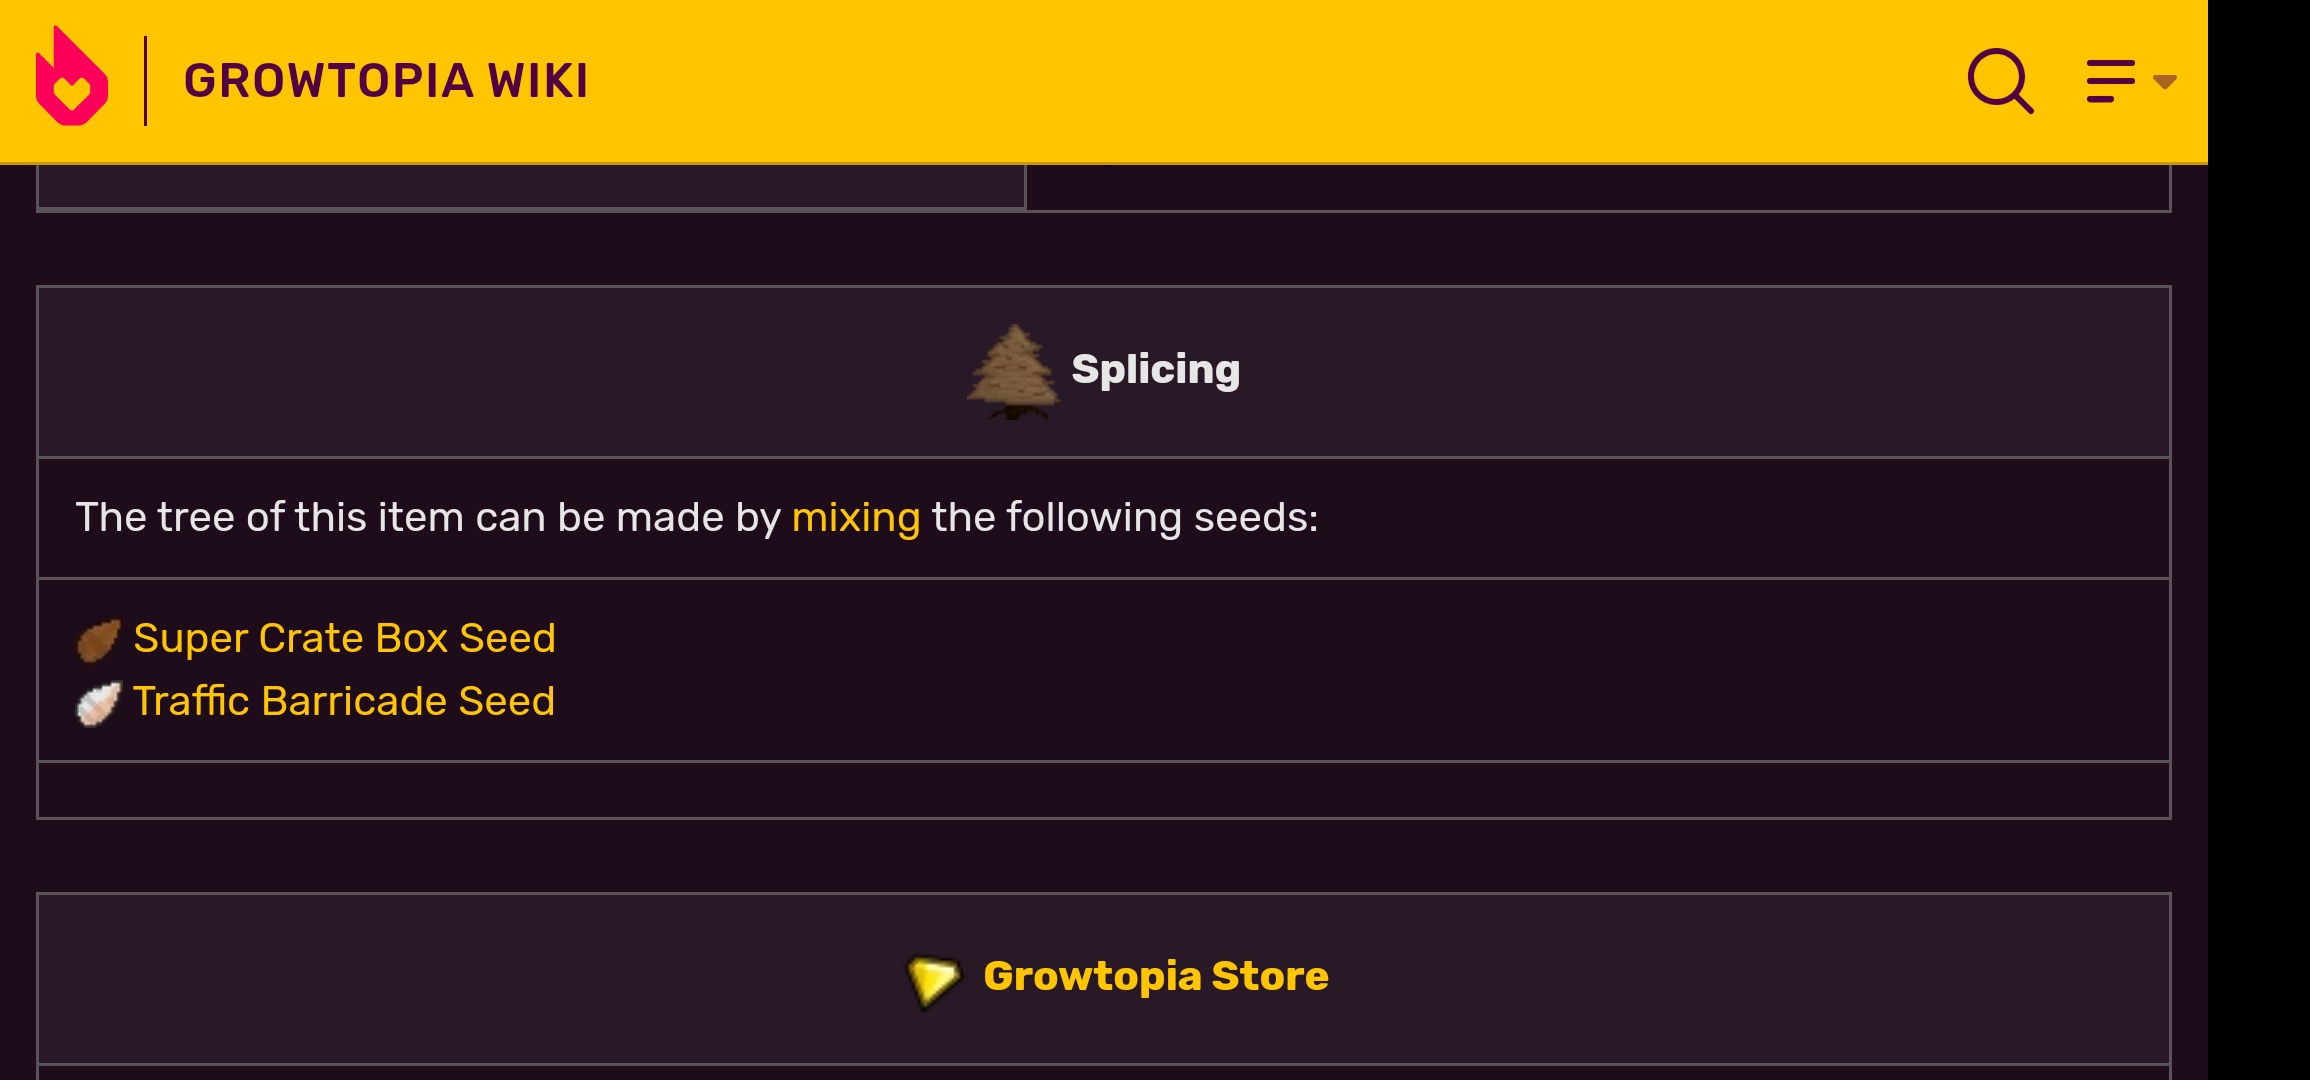 GROWTOPIA WIKI
Splicing
The tree of this item can be made by mixing the following seeds:
Super Crate Box Seed
Traffic Barricade Seed
Growtopia Store